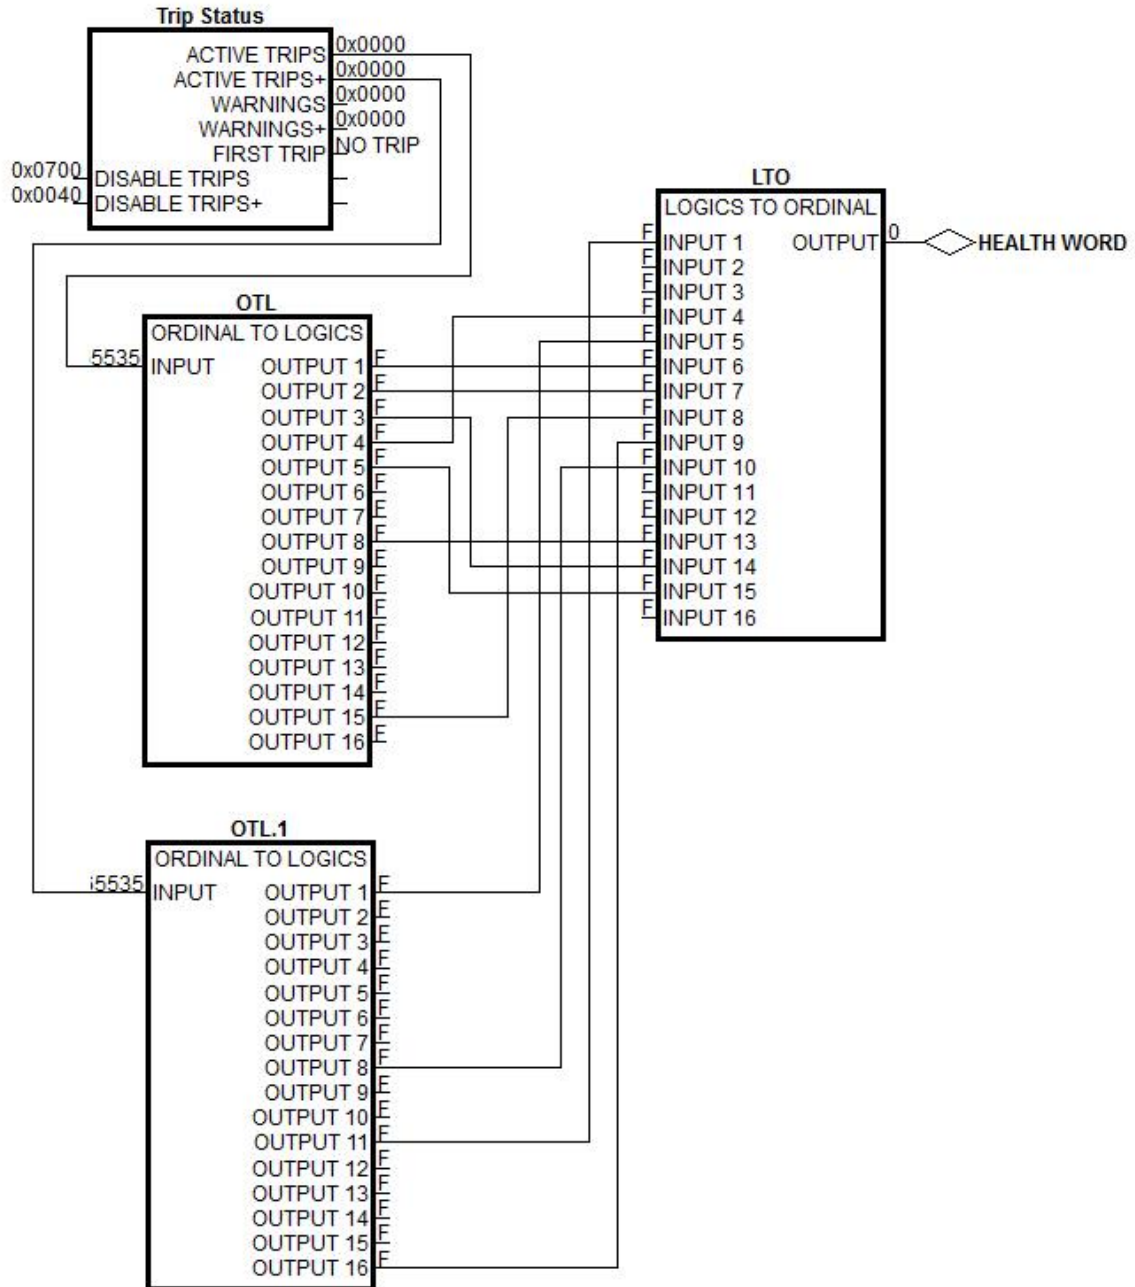 Trip Status
ACTIVE TRIPS 0x0000
ACTIVE TRIPS+ 0x0000
WARNINGS 0x0000
WARNINGS+ 0x0000
FIRST TRIP NO TRIP
0x0700 DISABLE TRIPS
0x0040 DISABLE TRIPS+
LTO
LOGICS TO ORDINAL
F INPUT 1 OUTPUT 0 HEALTH WORD
F INPUT 2
F INPUT 3
F INPUT 4
F INPUT 5
F INPUT 6
F INPUT 7
F INPUT 8
F INPUT 9
F INPUT 10
F INPUT 11
F INPUT 12
F INPUT 13
F INPUT 14
F INPUT 15
F INPUT 16
OTL
ORDINAL TO LOGICS
5535 INPUT OUTPUT 1 F
OUTPUT 2 F
OUTPUT 3 F
OUTPUT 4 F
OUTPUT 5 F
OUTPUT 6 F
OUTPUT 7 F
OUTPUT 8 F
OUTPUT 9 F
OUTPUT 10 F
OUTPUT 11 F
OUTPUT 12 F
OUTPUT 13 F
OUTPUT 14 F
OUTPUT 15 F
OUTPUT 16 F
OTL.1
ORDINAL TO LOGICS
5535 INPUT OUTPUT 1 F
OUTPUT 2 F
OUTPUT 3 F
OUTPUT 4 F
OUTPUT 5 F
OUTPUT 6 F
OUTPUT 7 F
OUTPUT 8 F
OUTPUT 9 F
OUTPUT 10 F
OUTPUT 11 F
OUTPUT 12 F
OUTPUT 13 F
OUTPUT 14 F
OUTPUT 15 F
OUTPUT 16 F